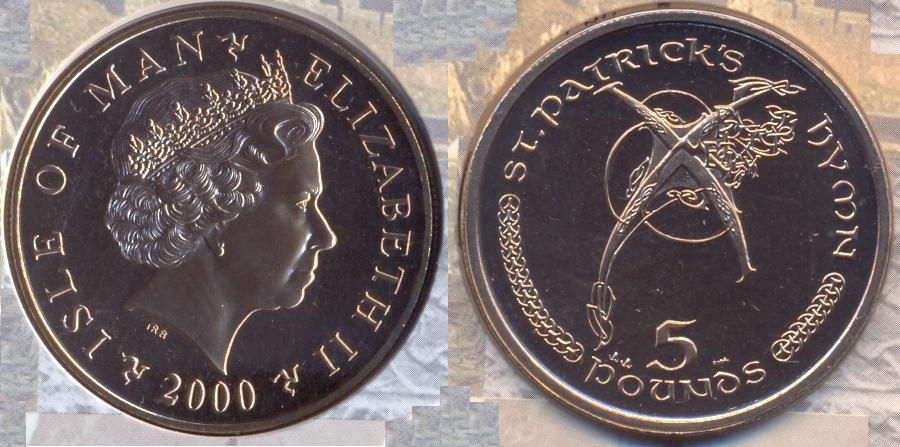 ISLE OF MAN ELIZABETH II
2000
IRB
St. Patrick's hymn
5
pounds